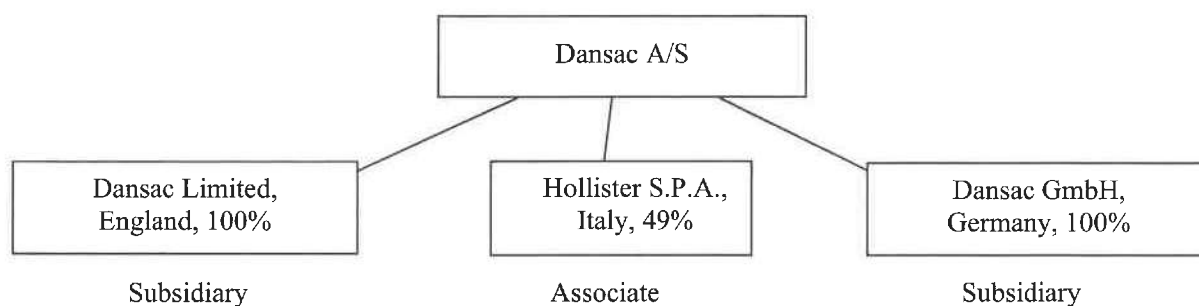 Dansac A/S
Dansac Limited,
England, 100%
Hollister S.P.A.,
Italy, 49%
Dansac GmbH,
Germany, 100%
Subsidiary
Associate
Subsidiary